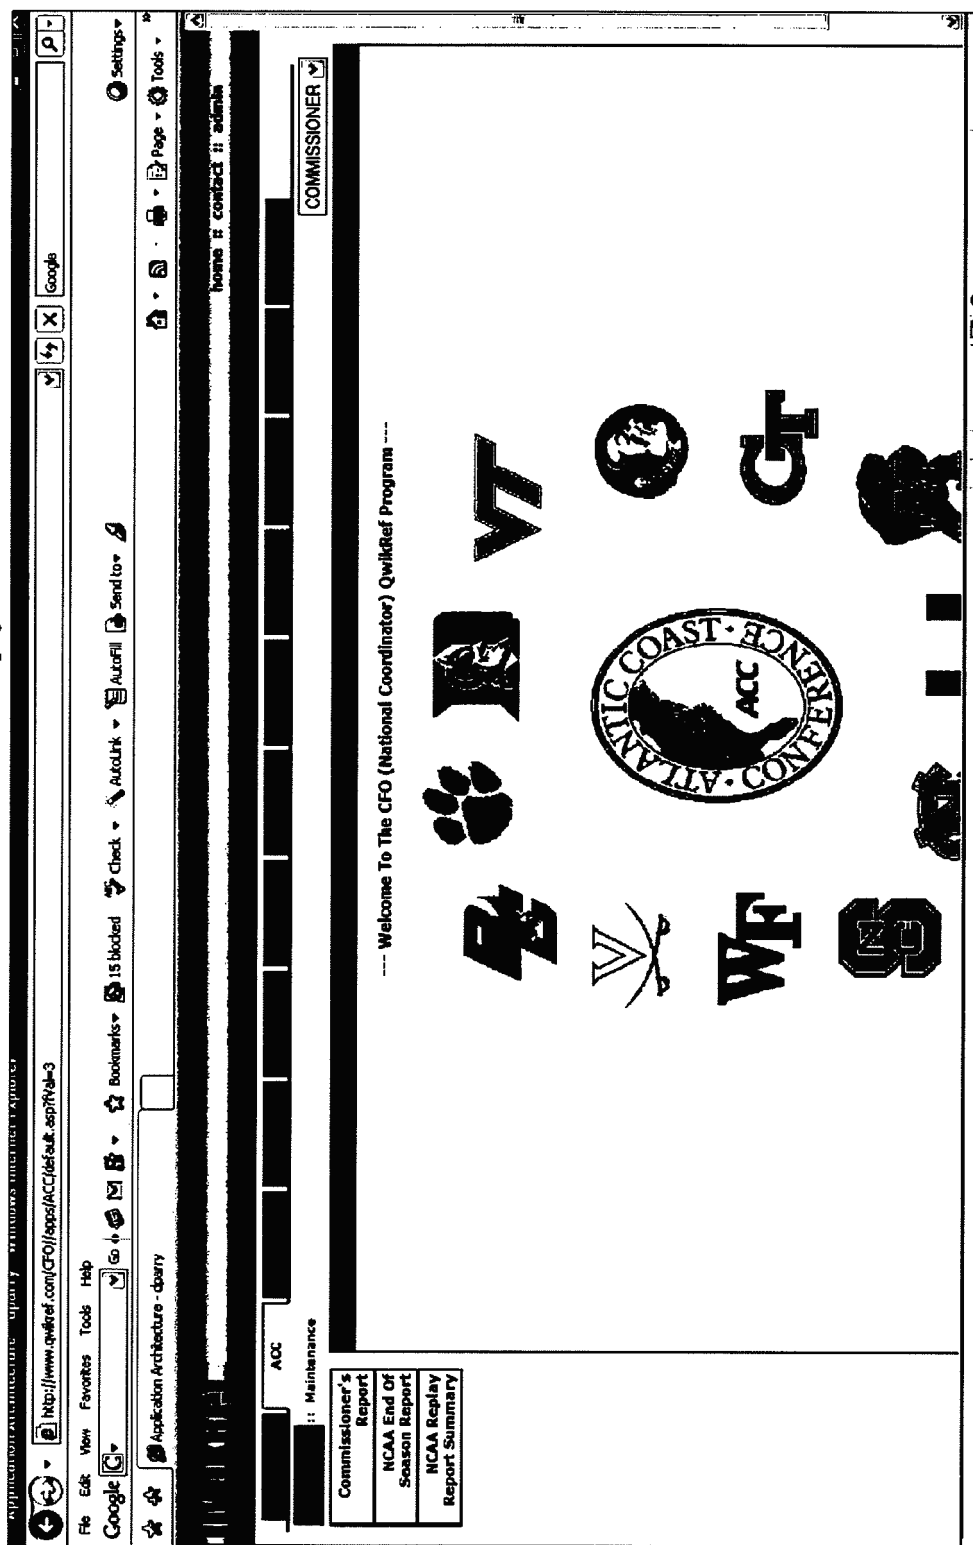 Application Architecture - dparry - Windows Internet Explorer
http://www.qwikref.com/CFO//apps/ACC/default.asp?fVal=3
Google
File Edit View Favorites Tools Help
Google G Go Bookmarks 15 blocked Check AutoLink AutoFill Send to Settings
Application Architecture - dparry
Page Tools
home :: contact :: admin
ACC
:: Maintenance
COMMISSIONER
Commissioner's
Report
NCAA End Of
Season Report
NCAA Replay
Report Summary
--- Welcome To The CFO (National Coordinator) QwikRef Program ---
VT
V
WF
GT
ATLANTIC COAST · CONFERENCE ·
ACC
NCS